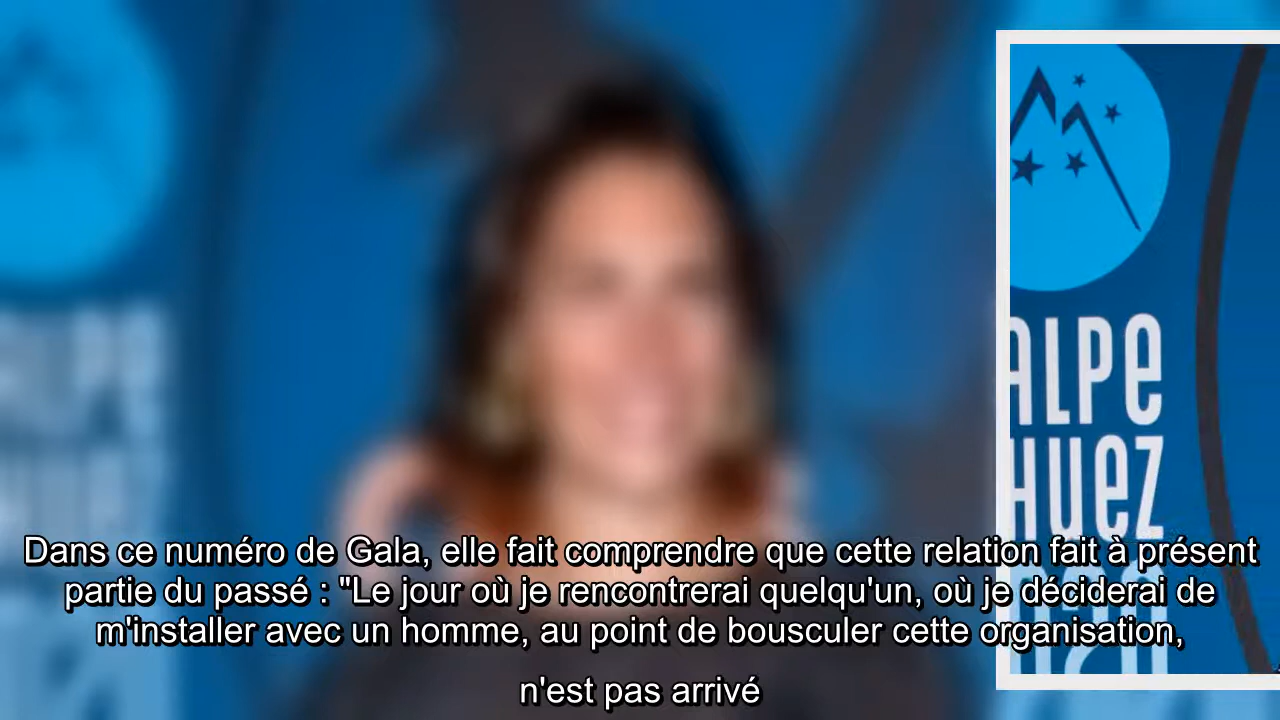 ALPE
HUEZ
Dans ce numéro de Gala, elle fait comprendre que cette relation fait à présent
partie du passé : "Le jour où je rencontrerai quelqu'un, où je déciderai de
m'installer avec un homme, au point de bousculer cette organisation,
n'est pas arrivé